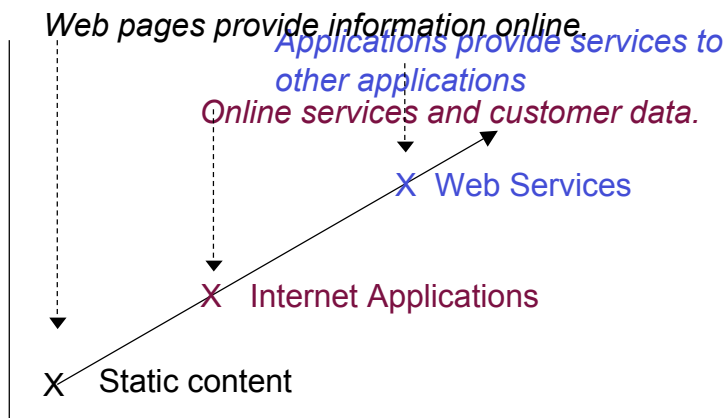 Web pages provide information online.
Applications provide services to
other applications
Online services and customer data.
X Web Services
X Internet Applications
X Static content